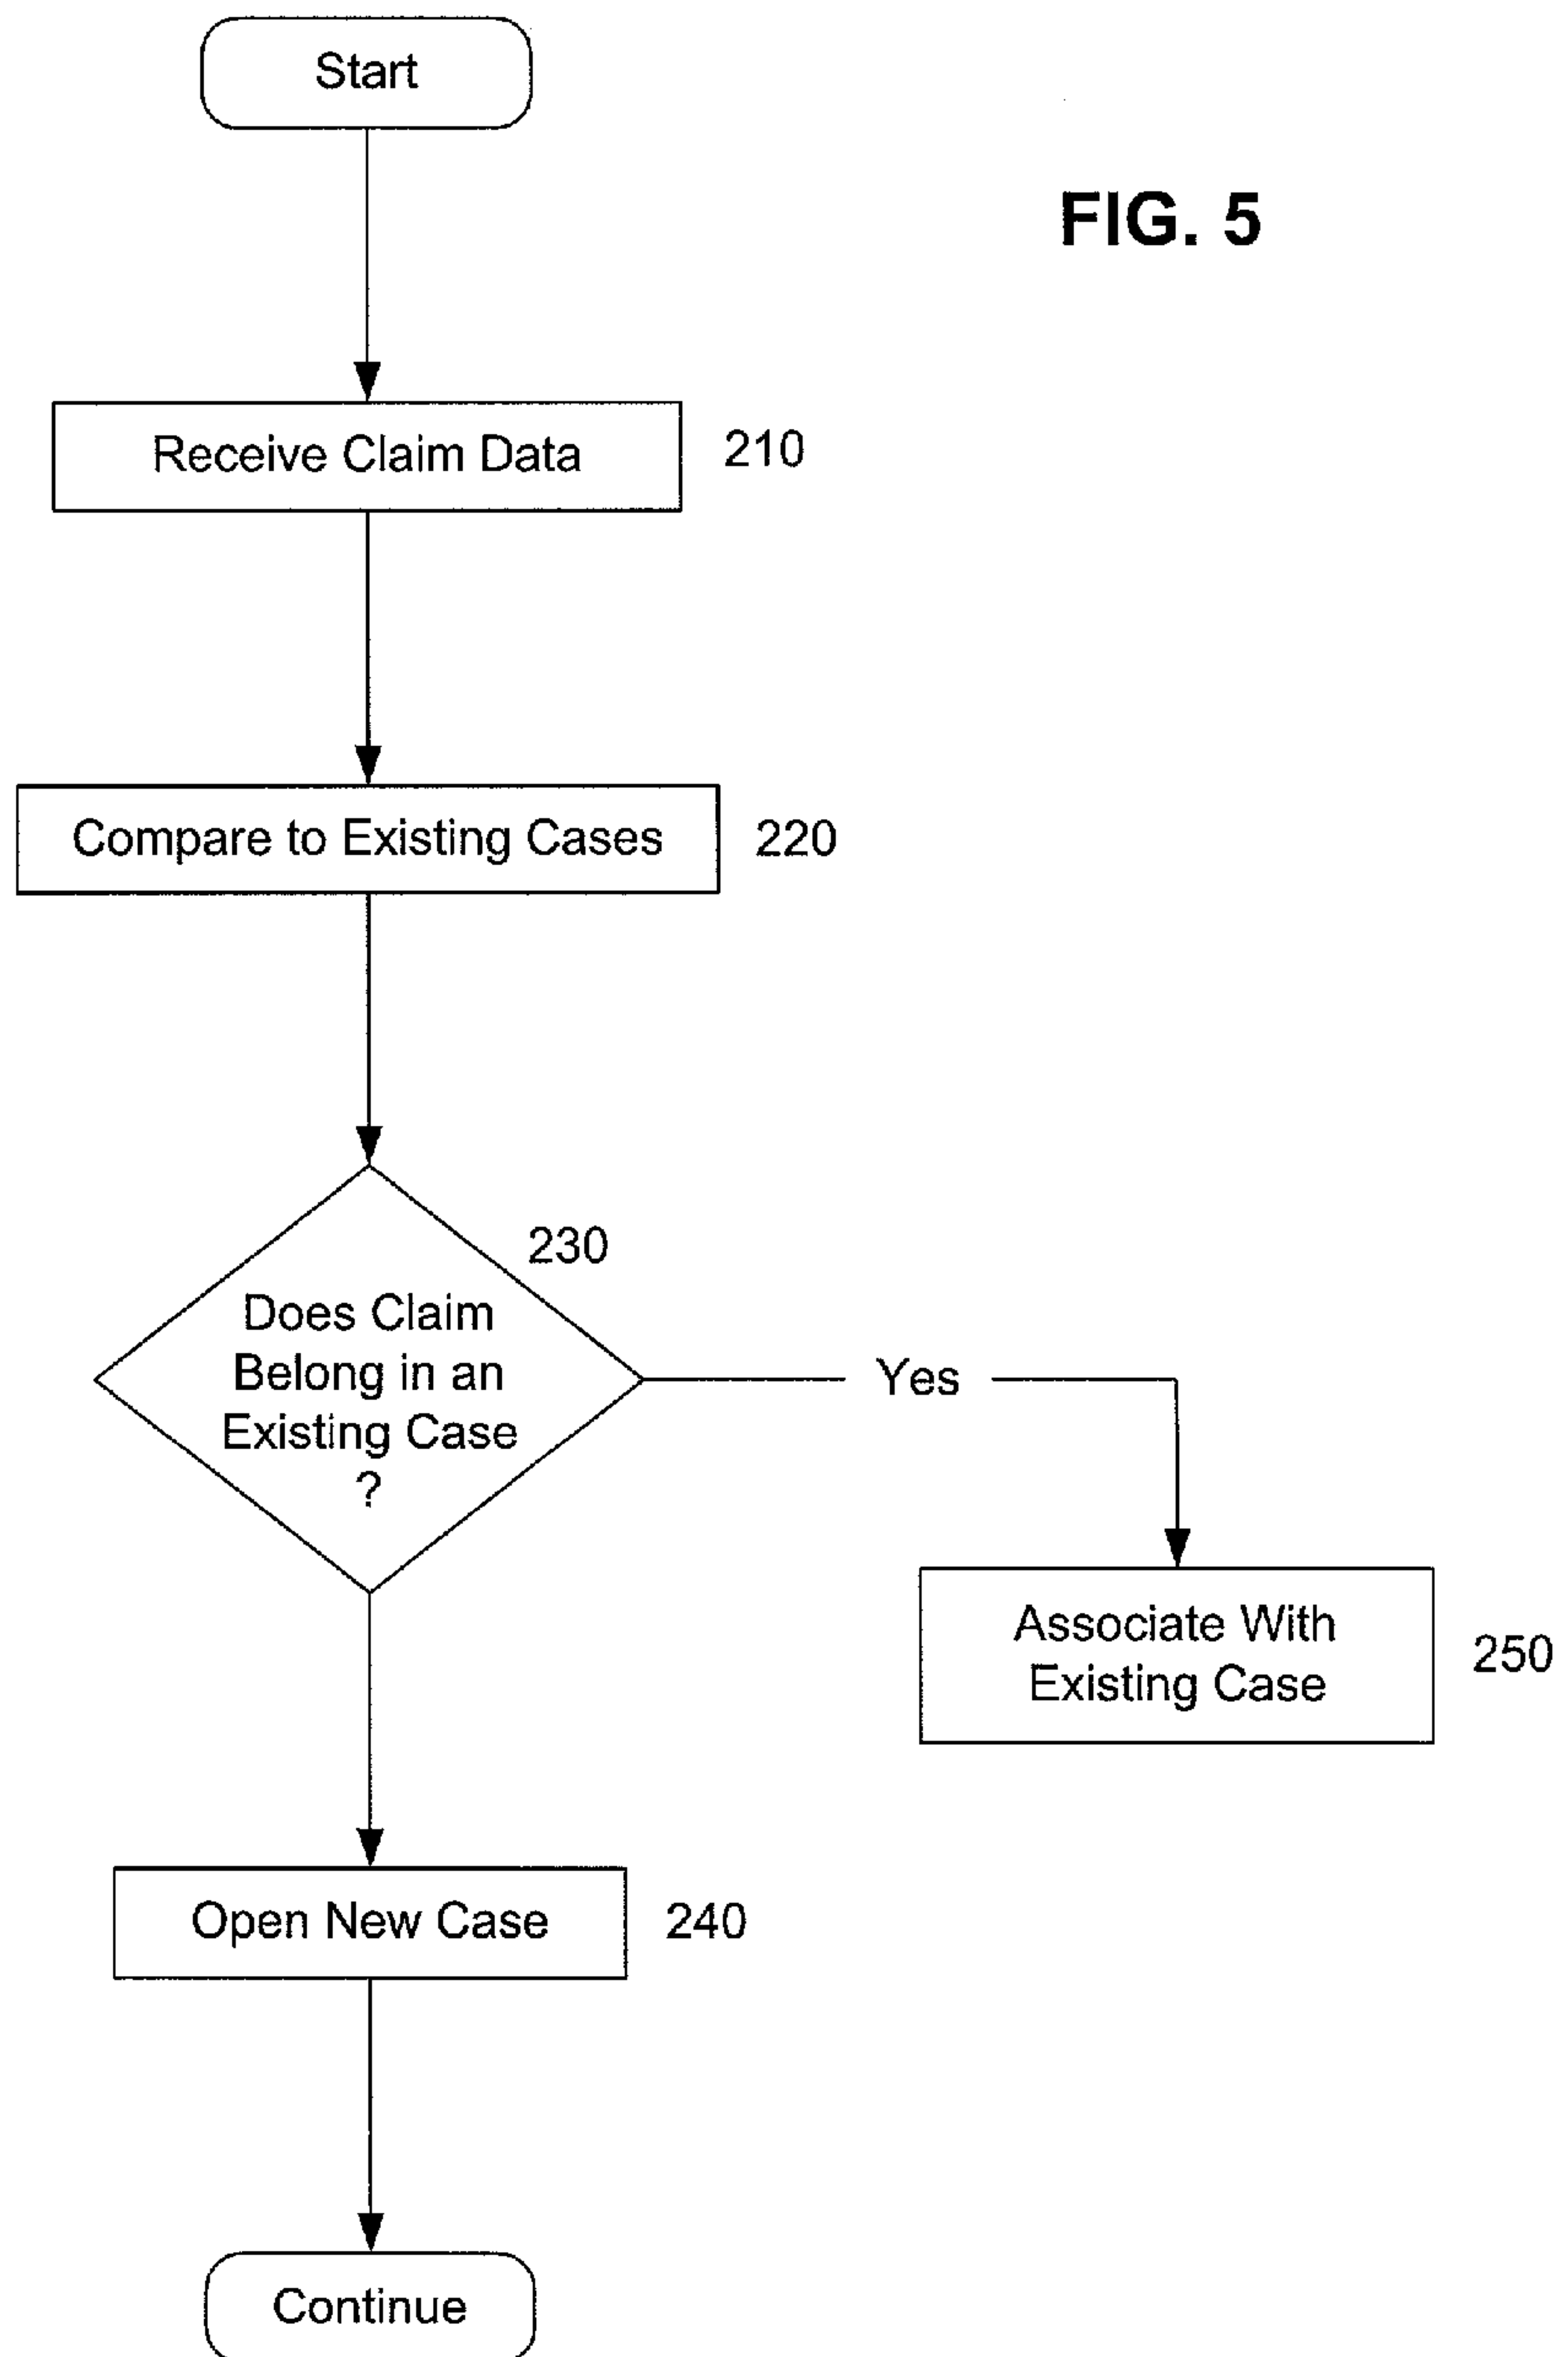 Start
FIG. 5
Receive Claim Data
210
Compare to Existing Cases
220
230
Does Claim
Belong in an
Existing Case
?
Yes
Associate With
Existing Case
250
Open New Case
240
Continue